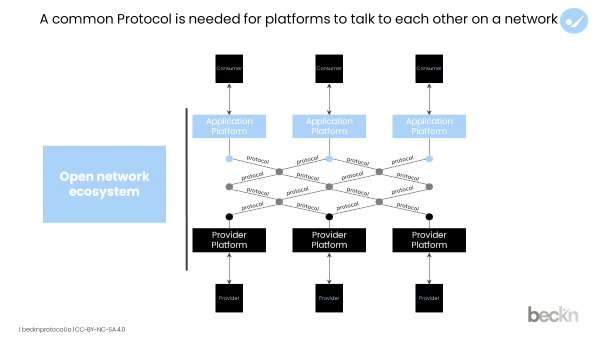 A common Protocol is needed for platforms to talk to each other on a network
Consumer
Consumer
Consumer
Application
Platform
Application
Platform
Application
Platform
Open network
ecosystem
protocol
protocol
protocol
protocol
protocol
protocol
protocol
protocol
protocol
protocol
protocol
protocol
Provider
Platform
Provider
Platform
Provider
Platform
Provider
Provider
Provider
beckn
| becknprotocol.io | CC-BY-NC-SA 4.0